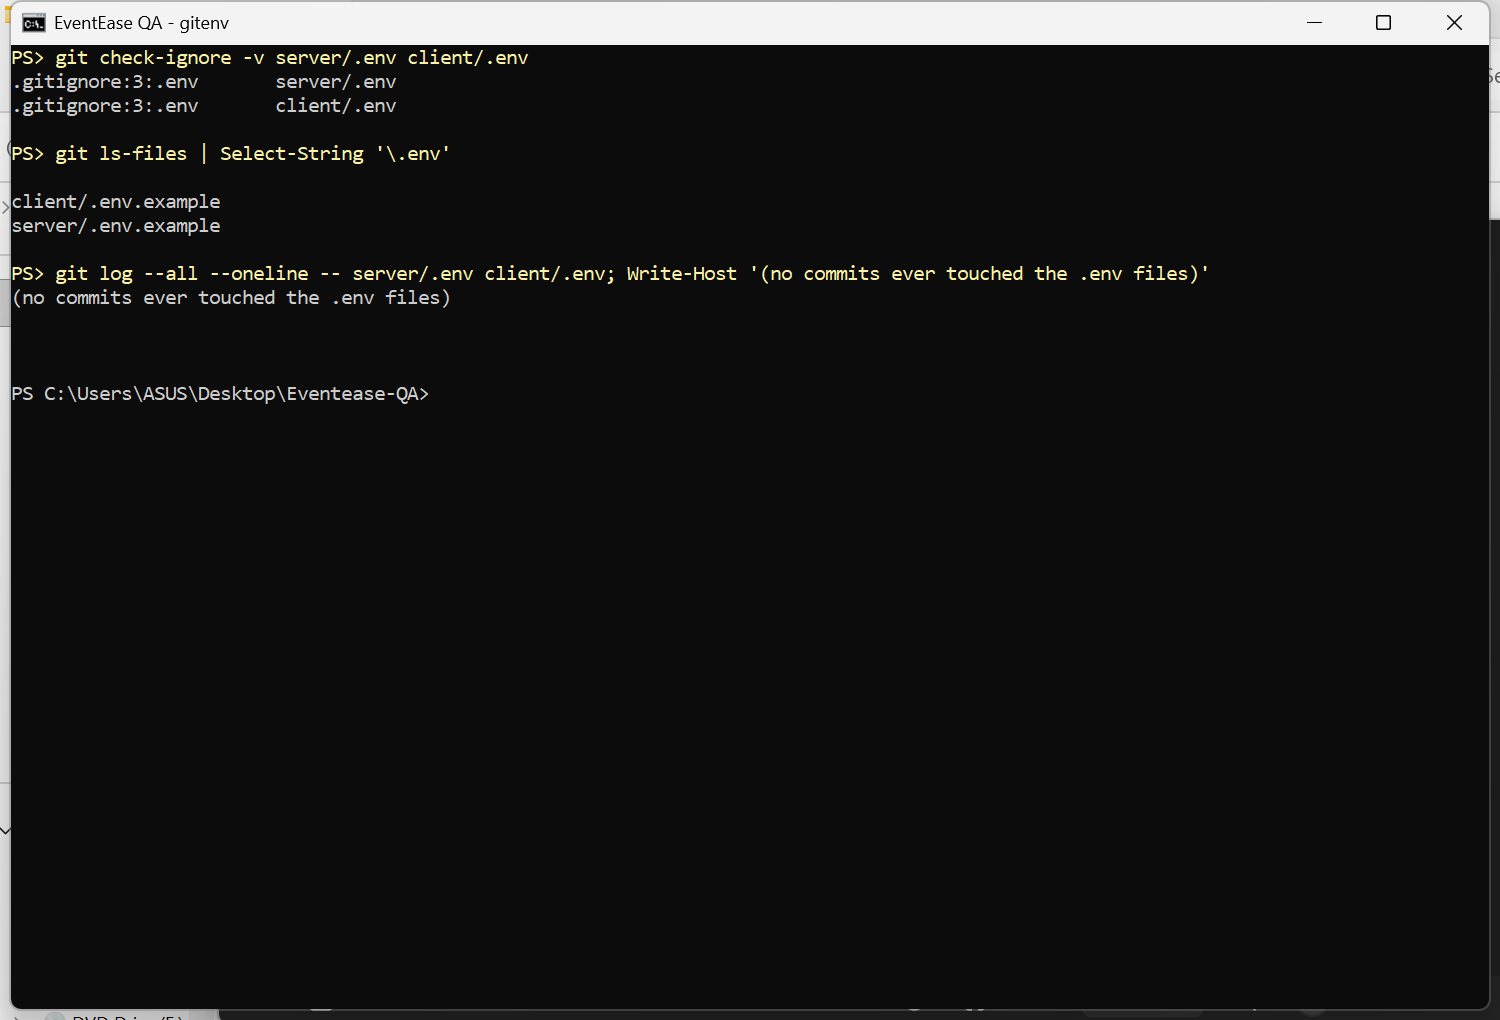 EventEase QA - gitenv
PS> git check-ignore -v server/.env client/.env
.gitignore:3:.env       server/.env
.gitignore:3:.env       client/.env
PS> git ls-files | Select-String '\.env'
client/.env.example
server/.env.example
PS> git log --all --oneline -- server/.env client/.env; Write-Host '(no commits ever touched the .env files)'
(no commits ever touched the .env files)
PS C:\Users\ASUS\Desktop\Eventease-QA>